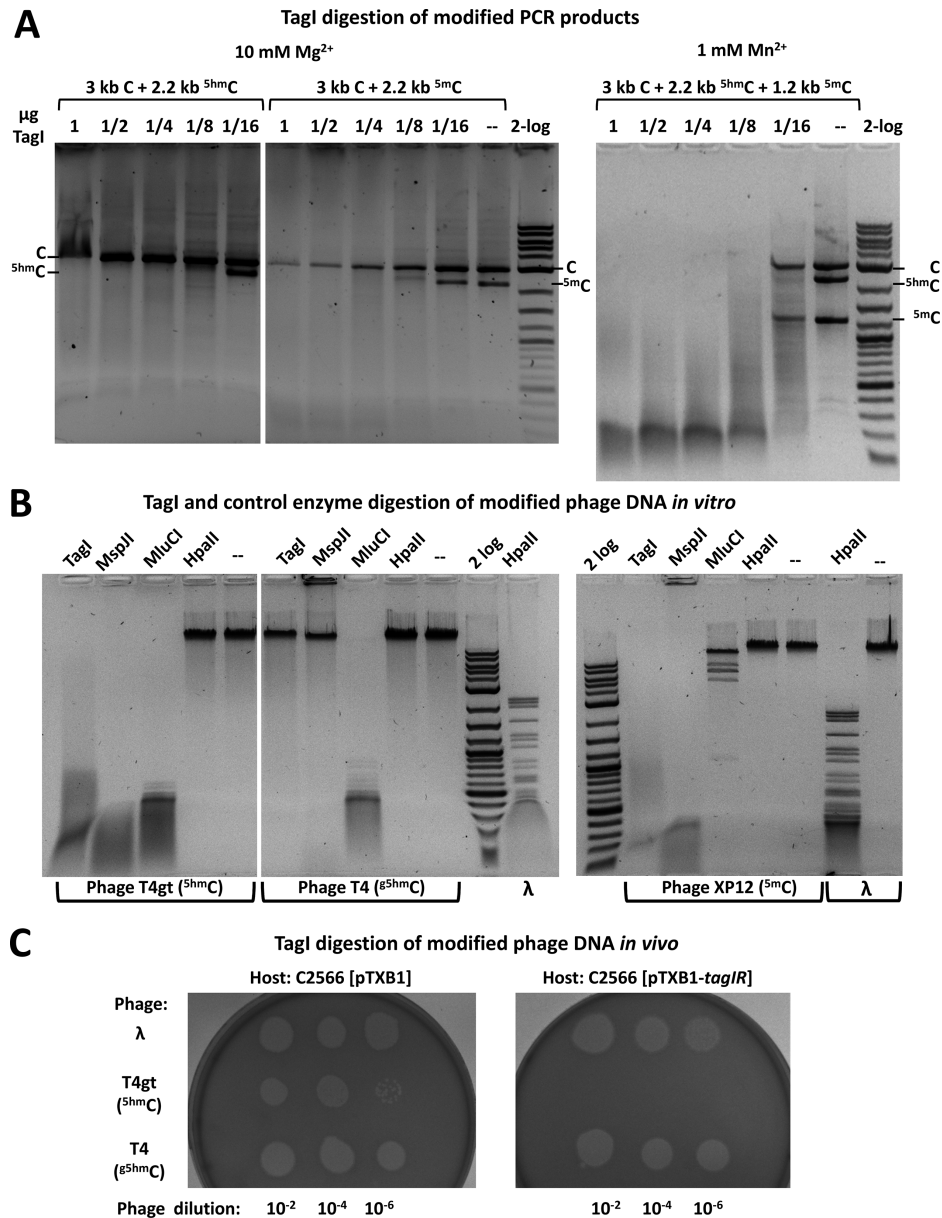 A
TagI digestion of modified PCR products
10 mM Mg²⁺
1 mM Mn²⁺
3 kb C + 2.2 kb ⁵ʰᵐC
3 kb C + 2.2 kb ⁵ᵐC
3 kb C + 2.2 kb ⁵ʰᵐC + 1.2 kb ⁵ᵐC
µg
TagI
1 1/2 1/4 1/8 1/16
1 1/2 1/4 1/8 1/16 -- 2-log
1 1/2 1/4 1/8 1/16 -- 2-log
C
⁵ʰᵐC
C
⁵ᵐC
C
⁵ʰᵐC
⁵ᵐC
B
TagI and control enzyme digestion of modified phage DNA in vitro
TagI MspJI MluCI HpaII --
TagI MspJI MluCI HpaII -- 2 log HpaII
2 log TagI MspJI MluCI HpaII -- HpaII --
Phage T4gt (⁵ʰᵐC)
Phage T4 (ᵍ⁵ʰᵐC)
λ
Phage XP12 (⁵ᵐC)
λ
C
TagI digestion of modified phage DNA in vivo
Host: C2566 [pTXB1]
Host: C2566 [pTXB1-tagIR]
Phage:
λ
T4gt
(⁵ʰᵐC)
T4
(ᵍ⁵ʰᵐC)
Phage dilution: 10⁻² 10⁻⁴ 10⁻⁶
10⁻² 10⁻⁴ 10⁻⁶